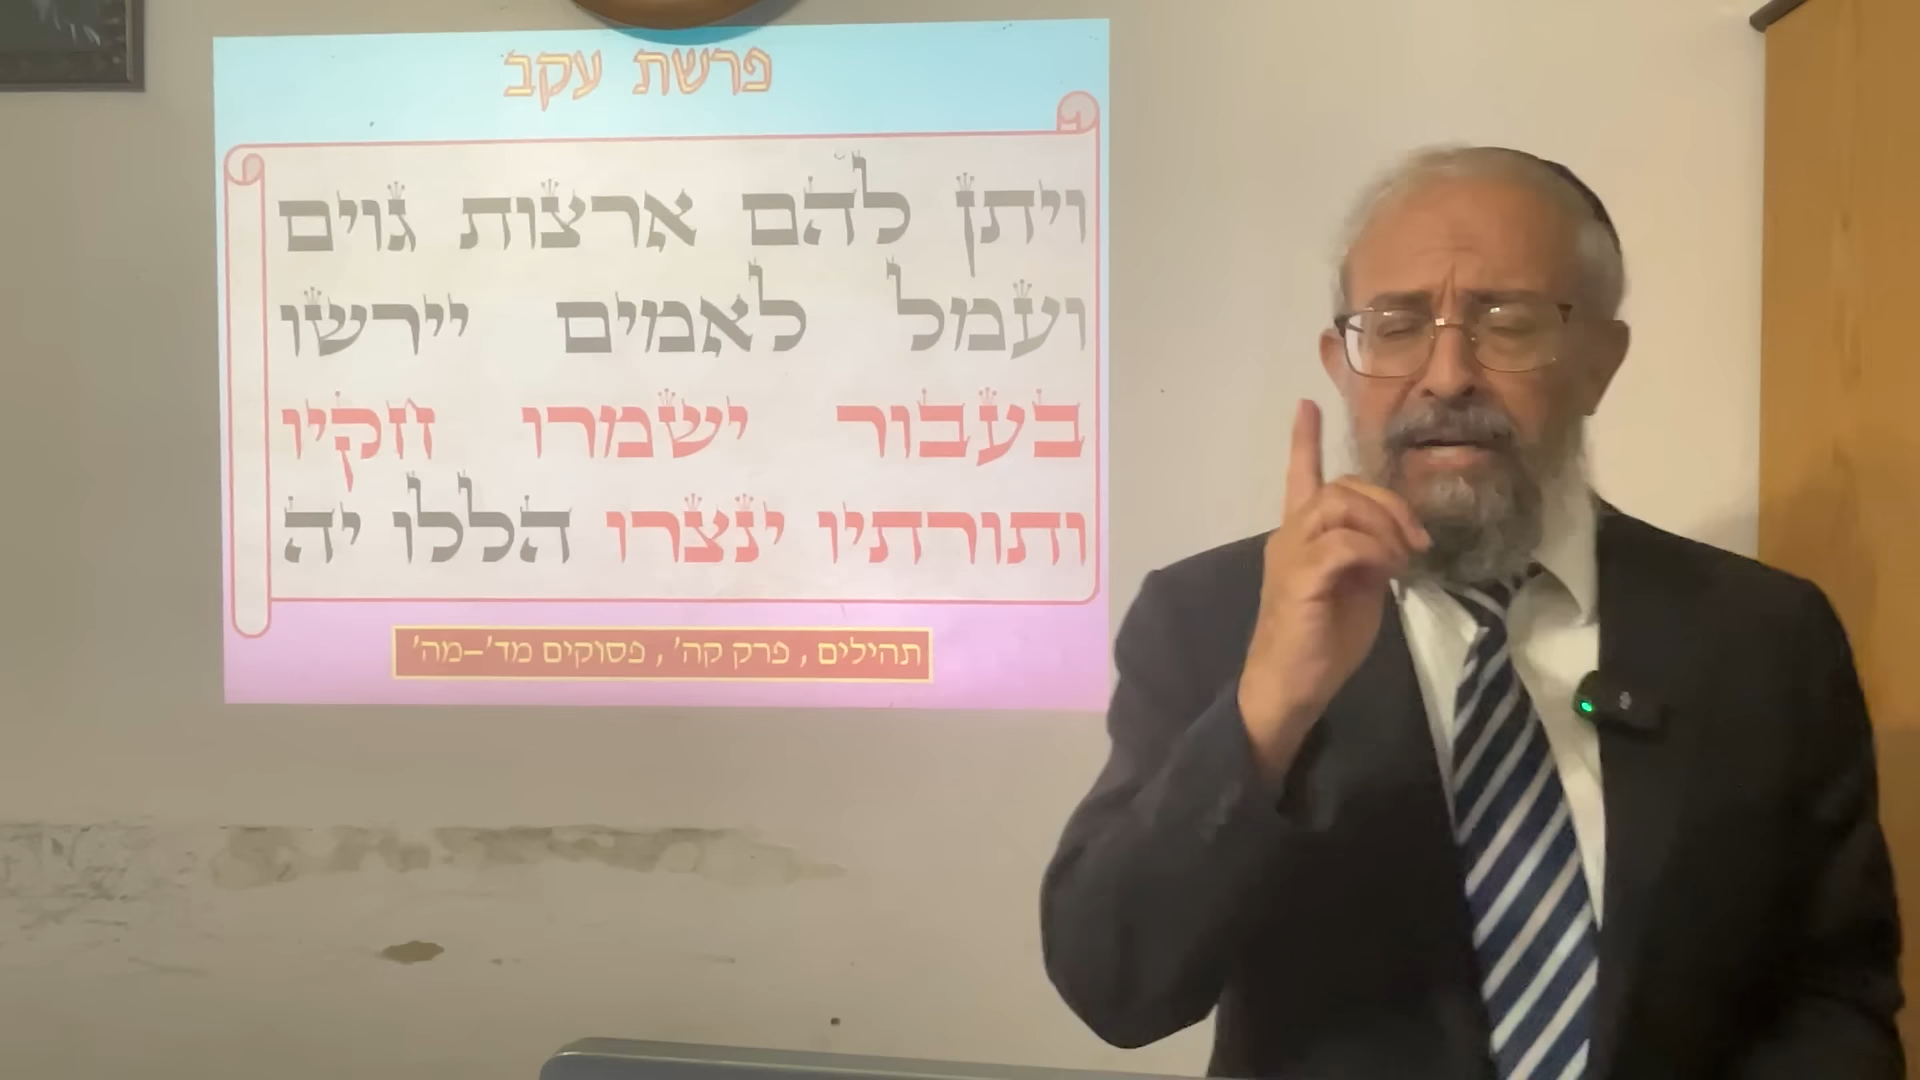 פרשת עקב
ויתן להם ארצות גוים
ועמל לאמים יירשו
בעבור ישמרו חקיו
ותורתיו ינצרו הללו יה
תהילים , פרק קה' , פסוקים מד'–מה'